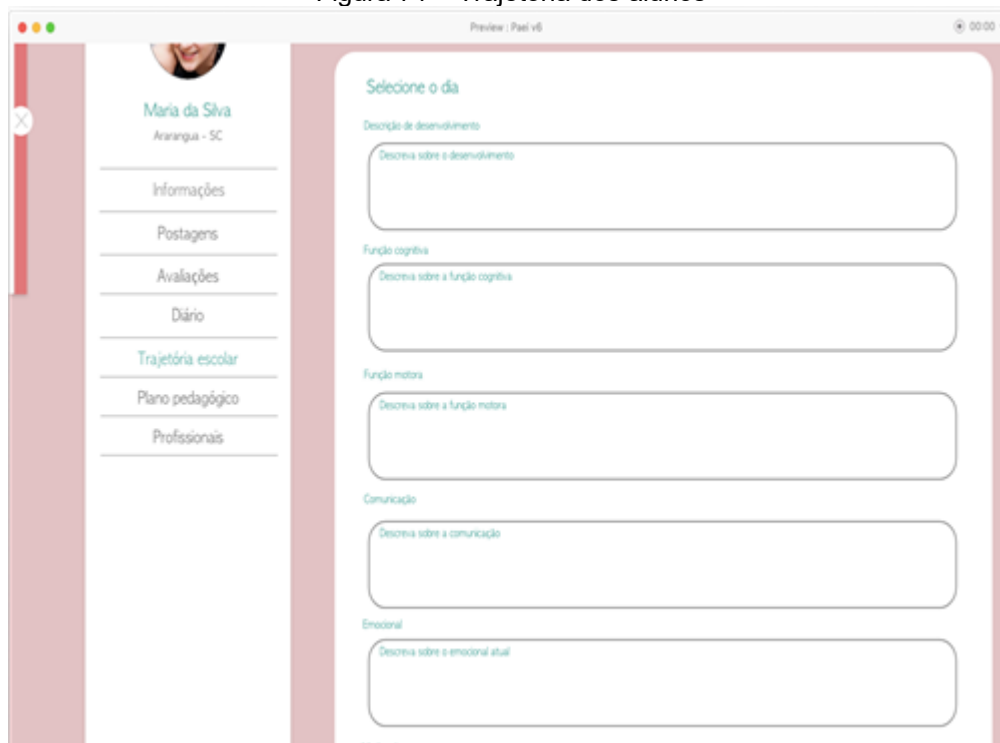 Preview : Paei v6
00:00
Maria da Silva
Ararangua - SC
Informações
Postagens
Avaliações
Diário
Trajetória escolar
Plano pedagógico
Profissionais
Selecione o dia
Descrição de desenvolvimento
Descreva sobre o desenvolvimento
Função cognitiva
Descreva sobre a função cognitiva
Função motora
Descreva sobre a função motora
Comunicação
Descreva sobre a comunicação
Emocional
Descreva sobre o emocional atual